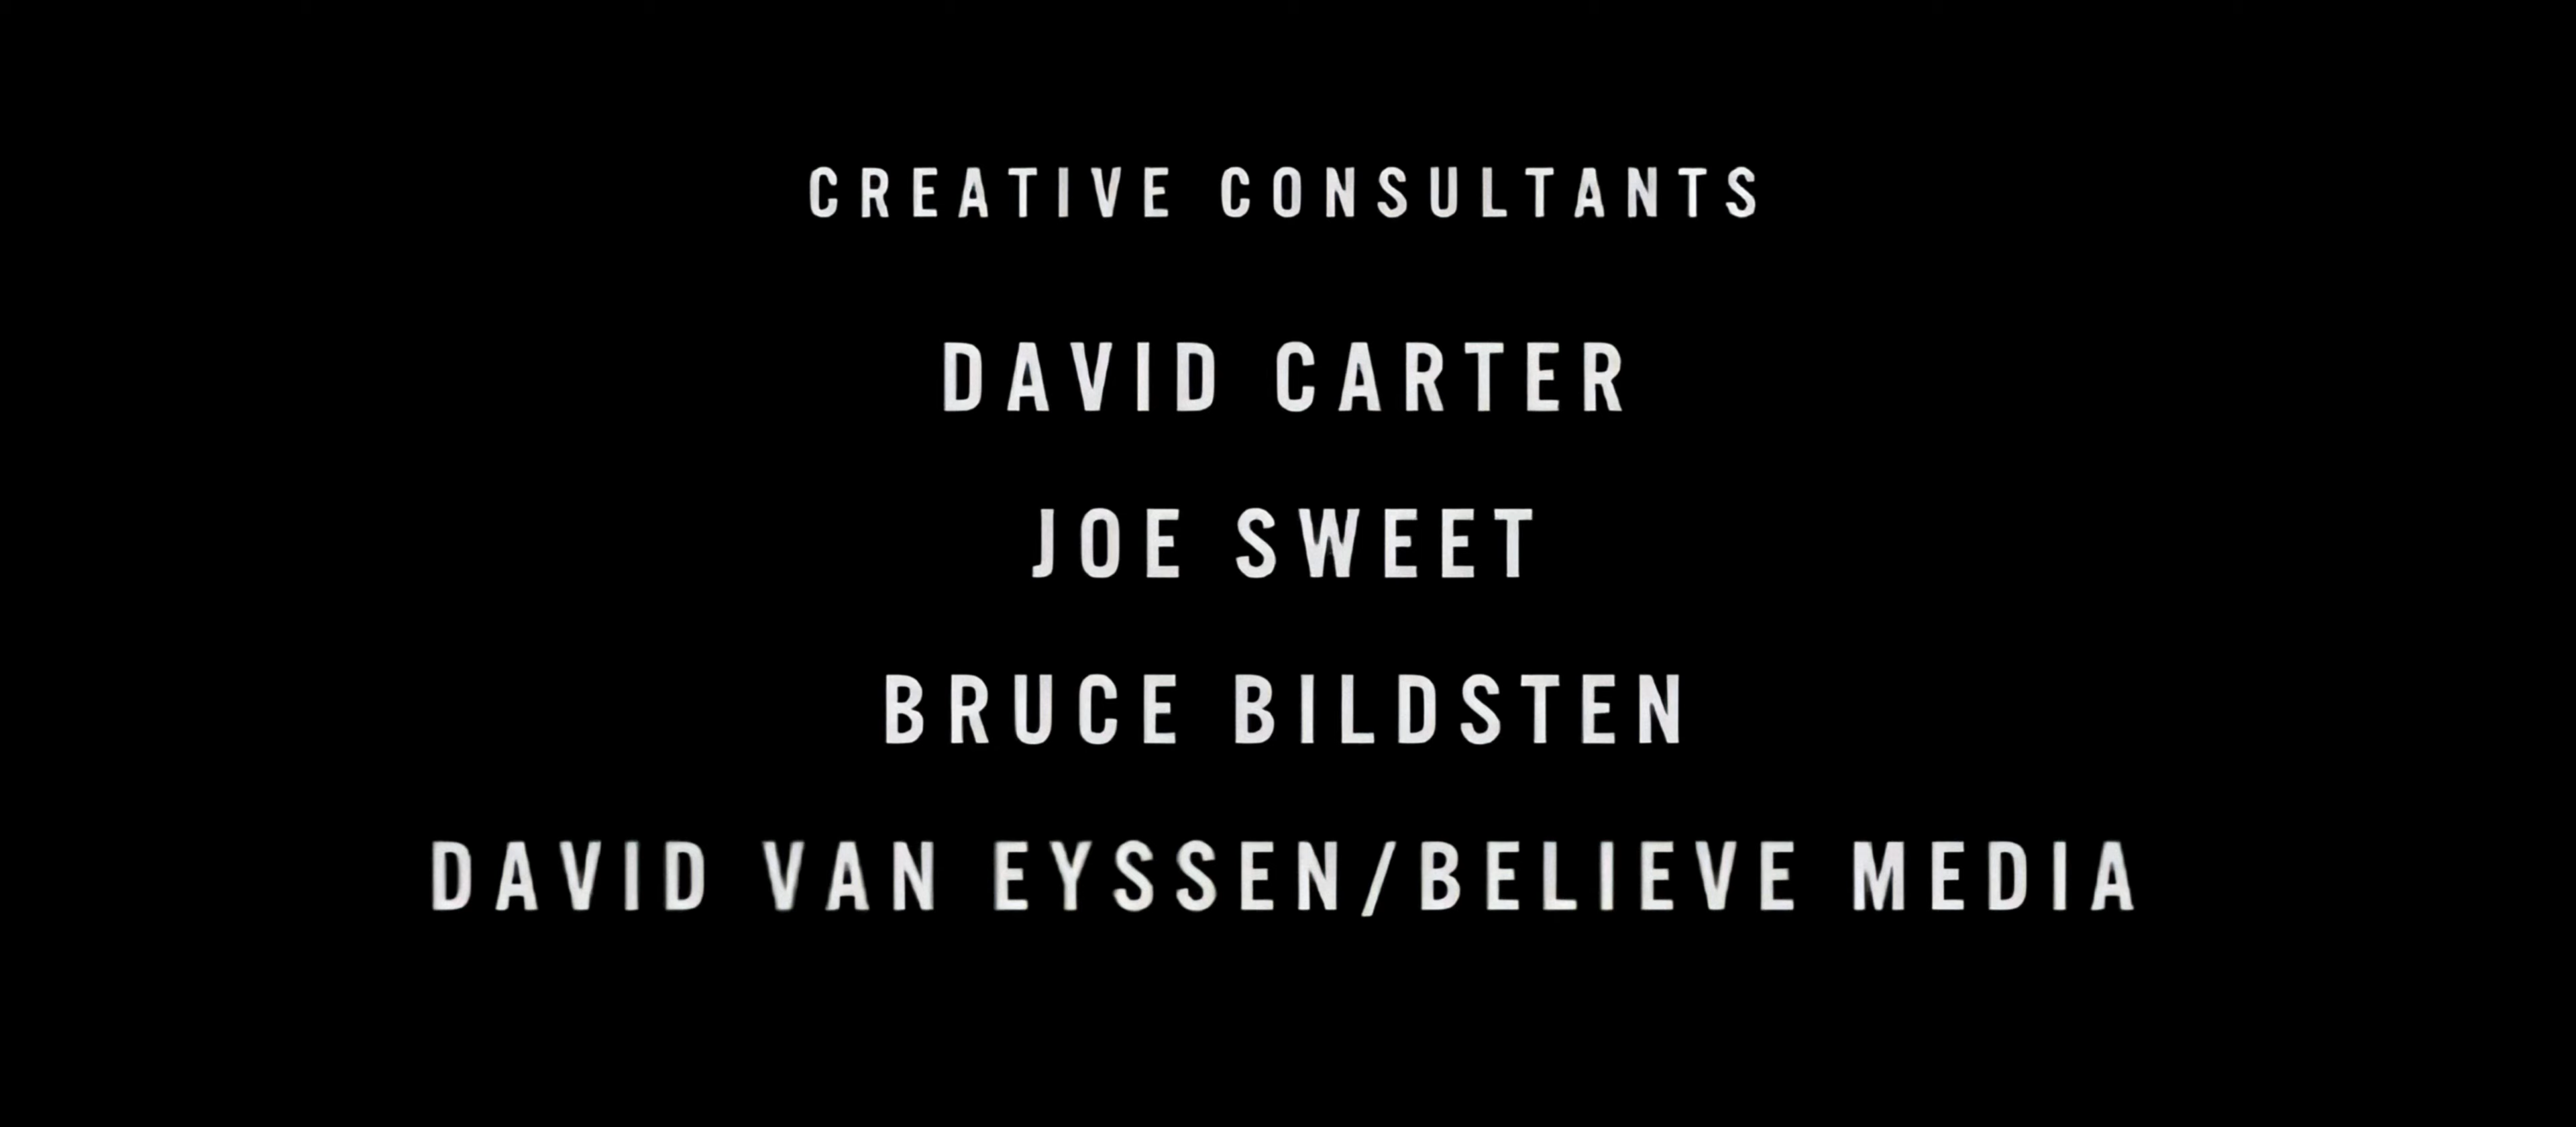 CREATIVE CONSULTANTS
DAVID CARTER
JOE SWEET
BRUCE BILDSTEN
DAVID VAN EYSSEN/BELIEVE MEDIA